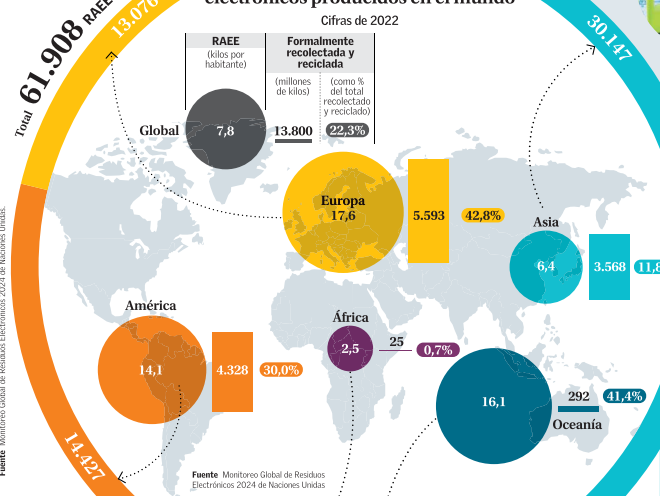 electrónicos producidos en el mundo
Cifras de 2022
Total 61.908 RAEE
13.076
30.147
RAEE
(kilos por
habitante)
Formalmente
recolectada y
reciclada
(millones
de kilos)
(como %
del total
recolectado
y reciclado)
Global
7,8
13.800
22,3%
Europa
17,6
5.593
42,8%
Asia
6,4
3.568
11,8
América
14,1
4.328
30,0%
África
2,5
25
0,7%
16,1
292
41,4%
Oceanía
14.427
Fuente Monitoreo Global de Residuos
Electrónicos 2024 de Naciones Unidas
Fuente Monitoreo Global de Residuos Electrónicos 2024 de Naciones Unidas.